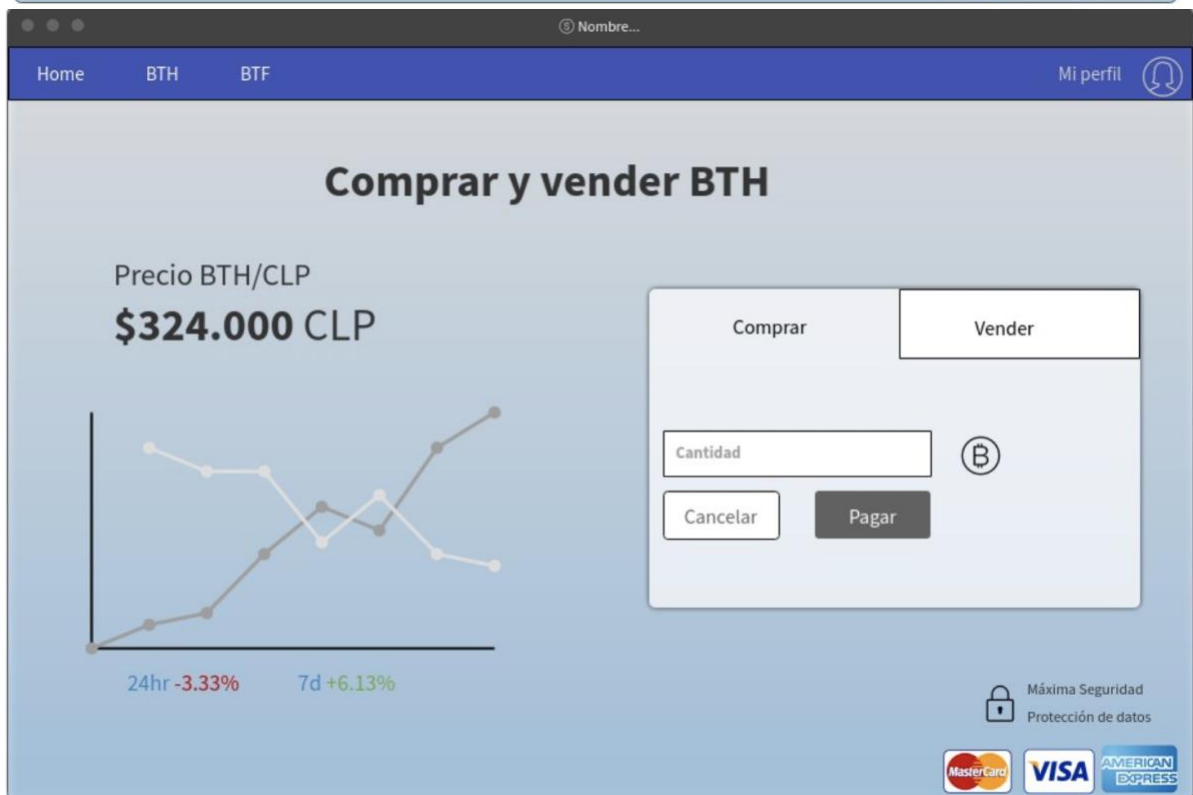 Nombre...
Home BTH BTF Mi perfil
Comprar y vender BTH
Precio BTH/CLP
$324.000 CLP
Comprar Vender
Cantidad
Cancelar Pagar
24hr -3.33% 7d +6.13%
Máxima Seguridad
Protección de datos
MasterCard VISA AMERICAN EXPRESS